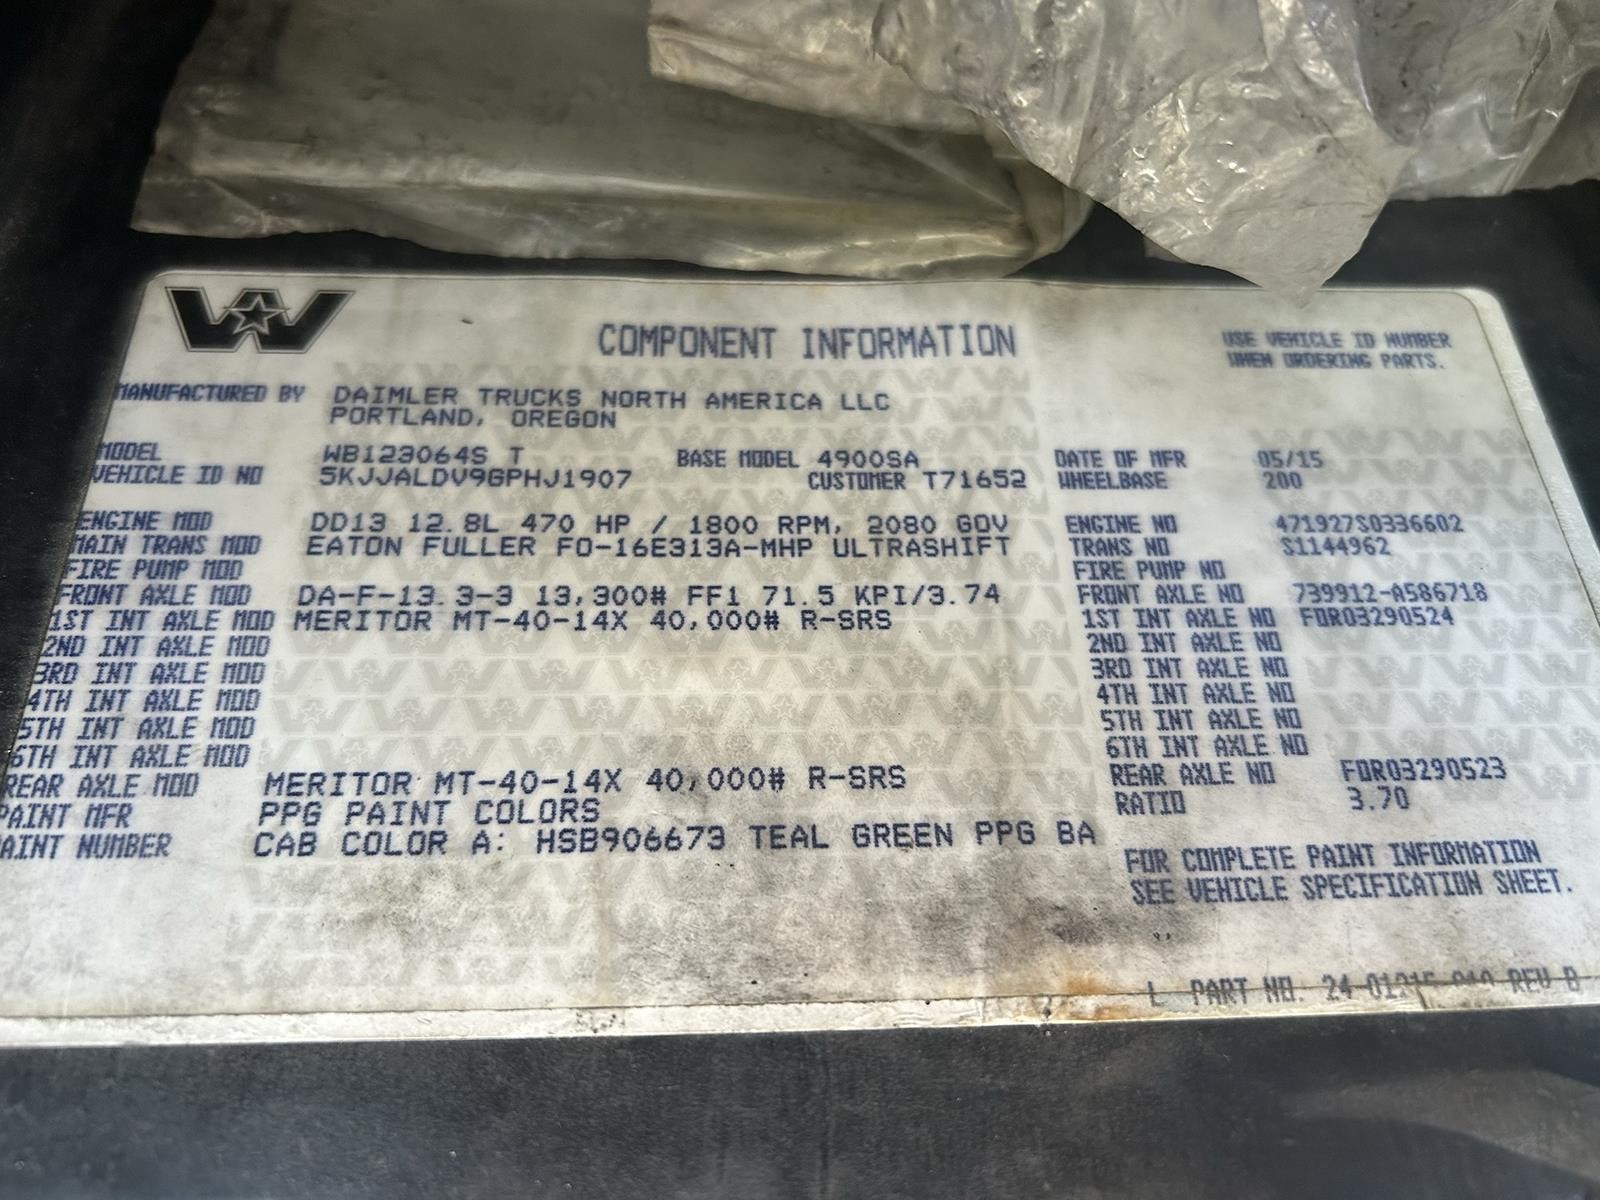 COMPONENT INFORMATION
USE VEHICLE ID NUMBER
WHEN ORDERING PARTS.
MANUFACTURED BY DAIMLER TRUCKS NORTH AMERICA LLC
PORTLAND, OREGON
MODEL WB123064S T BASE MODEL 4900SA DATE OF MFR 05/15
VEHICLE ID NO 5KJJALDV9GPHJ1907 CUSTOMER T71652 WHEELBASE 200
ENGINE MOD DD13 12.8L 470 HP / 1800 RPM, 2080 GOV ENGINE NO 471927S0336602
MAIN TRANS MOD EATON FULLER FO-16E313A-MHP ULTRASHIFT TRANS NO S1144962
FIRE PUMP MOD FIRE PUMP NO
FRONT AXLE MOD DA-F-13.3-3 13,300# FF1 71.5 KPI/3.74 FRONT AXLE NO 739912-A586718
1ST INT AXLE MOD MERITOR MT-40-14X 40,000# R-SRS 1ST INT AXLE NO FDR03290524
2ND INT AXLE MOD 2ND INT AXLE NO
3RD INT AXLE MOD 3RD INT AXLE NO
4TH INT AXLE MOD 4TH INT AXLE NO
5TH INT AXLE MOD 5TH INT AXLE NO
6TH INT AXLE MOD 6TH INT AXLE NO
REAR AXLE MOD MERITOR MT-40-14X 40,000# R-SRS REAR AXLE NO FDR03290523
PAINT MFR PPG PAINT COLORS RATIO 3.70
PAINT NUMBER CAB COLOR A: HSB906673 TEAL GREEN PPG BA
FOR COMPLETE PAINT INFORMATION
SEE VEHICLE SPECIFICATION SHEET.
L PART NO. 24 REV B